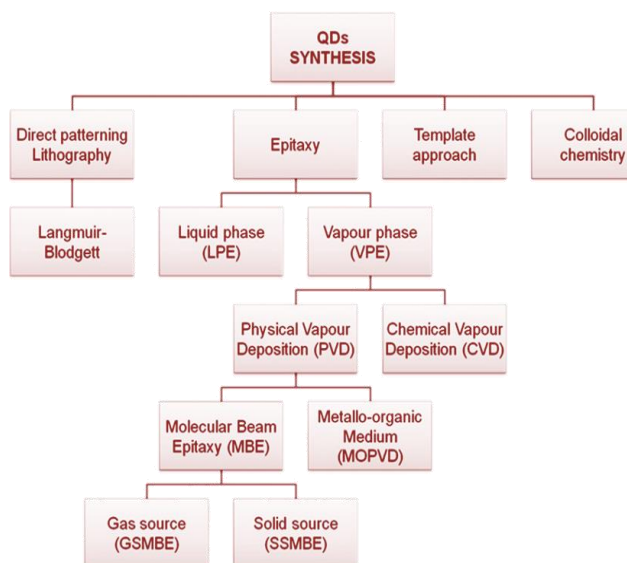 QDs
SYNTHESIS
Direct patterning
Lithography
Epitaxy
Template
approach
Colloidal
chemistry
Langmuir-
Blodgett
Liquid phase
(LPE)
Vapour phase
(VPE)
Physical Vapour
Deposition (PVD)
Chemical Vapour
Deposition (CVD)
Molecular Beam
Epitaxy (MBE)
Metallo-organic
Medium
(MOPVD)
Gas source
(GSMBE)
Solid source
(SSMBE)